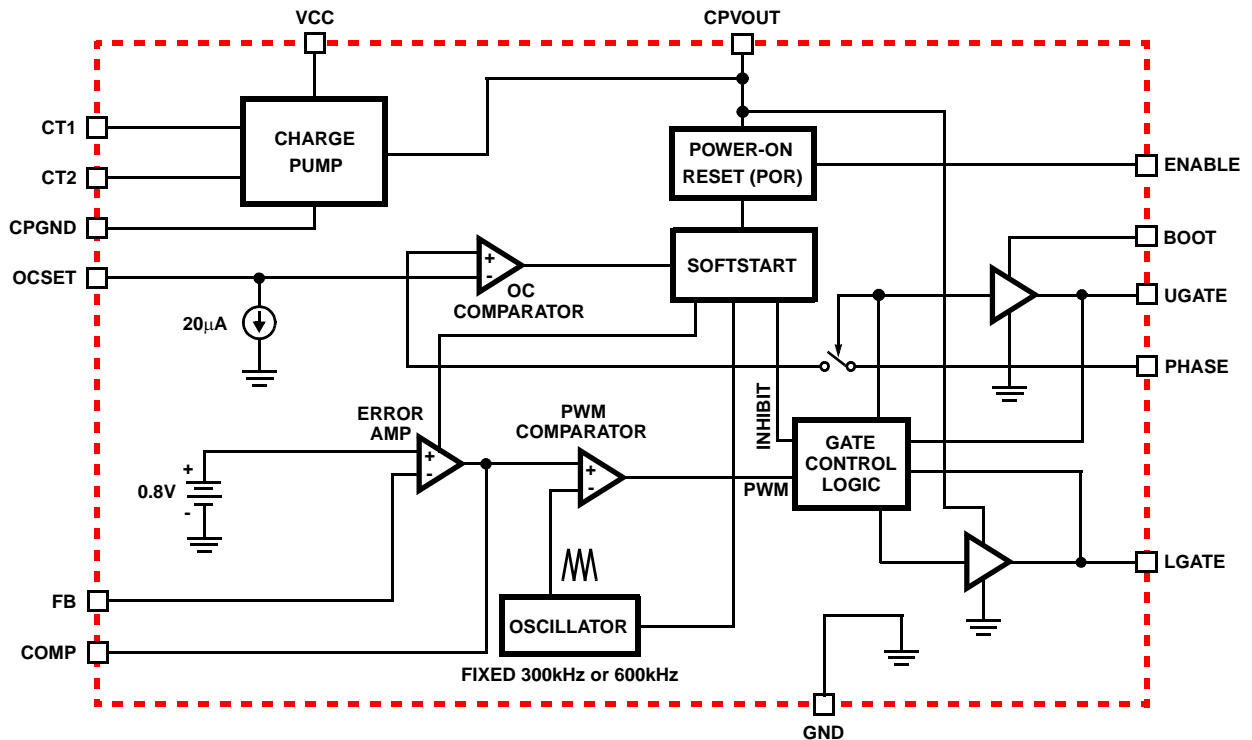 VCC
CPVOUT
CT1
CHARGE
PUMP
POWER-ON
RESET (POR)
ENABLE
CT2
CPGND
BOOT
OCSET
+
-
OC
COMPARATOR
SOFTSTART
UGATE
20μA
PHASE
INHIBIT
ERROR
AMP
PWM
COMPARATOR
GATE
CONTROL
LOGIC
+
0.8V
-
+
-
+
-
PWM
LGATE
FB
OSCILLATOR
COMP
FIXED 300kHz or 600kHz
GND